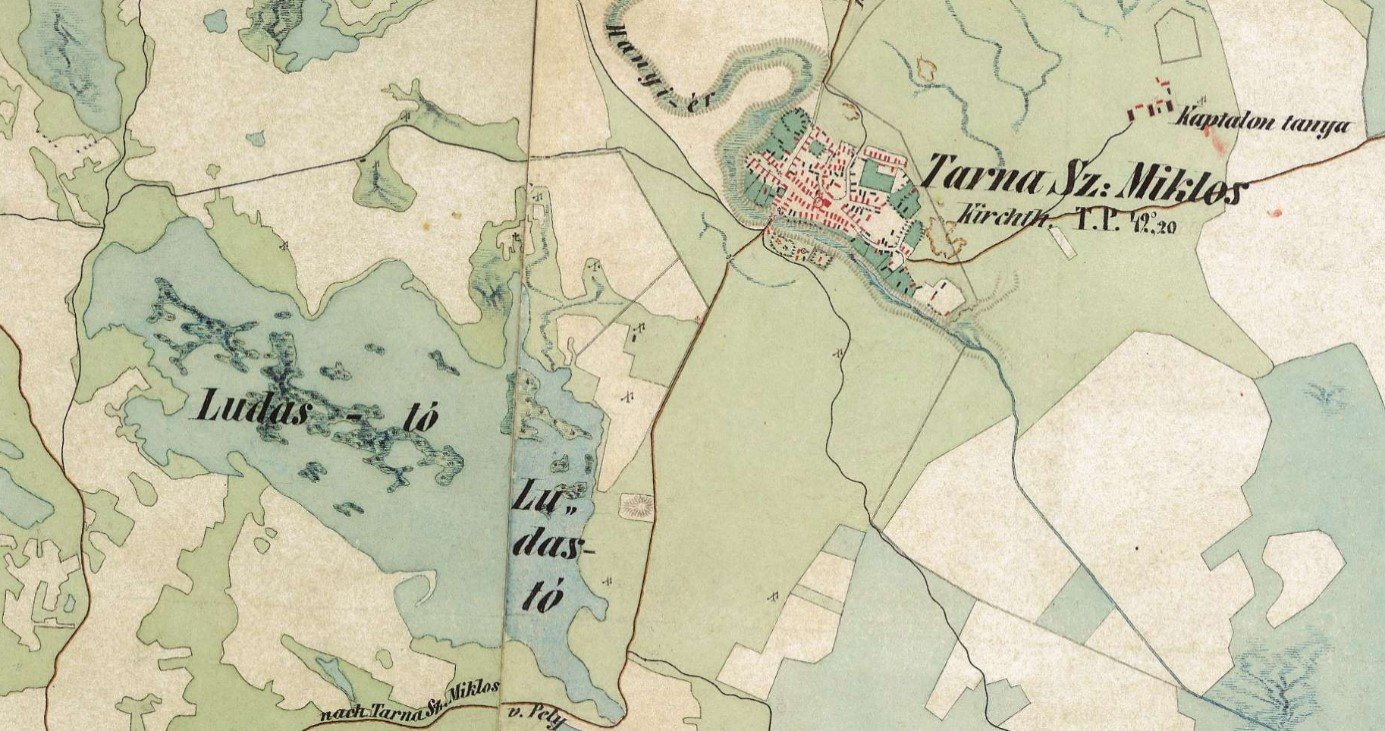 Hanyi-ér
Kaptalon tanya
Tarna Sz: Miklos
Kirchth. T.P. 42°,20
Ludas - tó
Lu„
das-
tó
nach Tarna Sz. Miklos
v. Pely